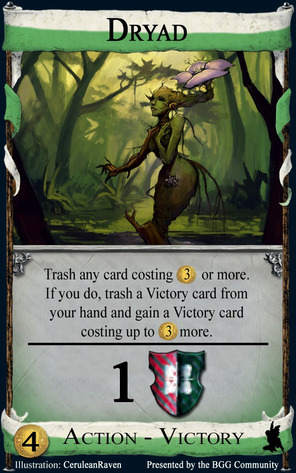 DRYAD
Trash any card costing 3 or more.
If you do, trash a Victory card from
your hand and gain a Victory card
costing up to 3 more.
1
4 ACTION - VICTORY
Illustration: CeruleanRaven Presented by the BGG Community